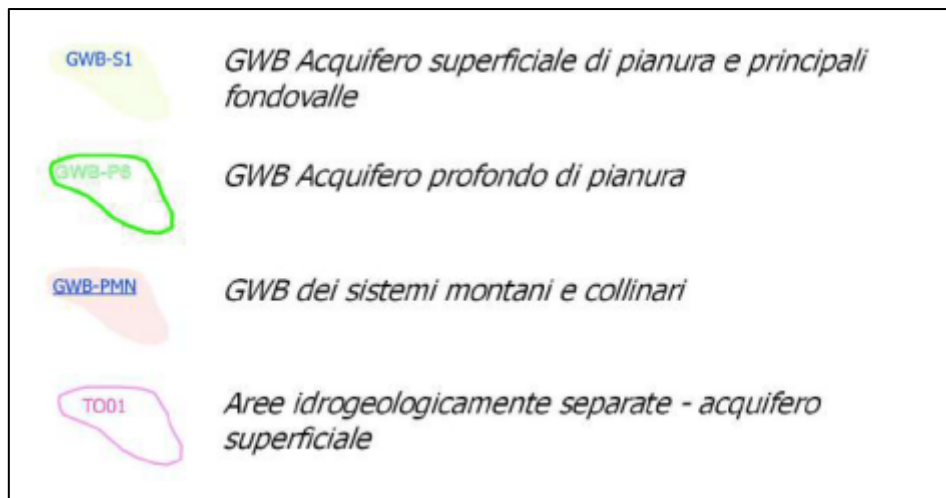 GWB-S1
GWB Acquifero superficiale di pianura e principali
fondovalle
GWB-P6
GWB Acquifero profondo di pianura
GWB-PMN
GWB dei sistemi montani e collinari
TO01
Aree idrogeologicamente separate - acquifero
superficiale